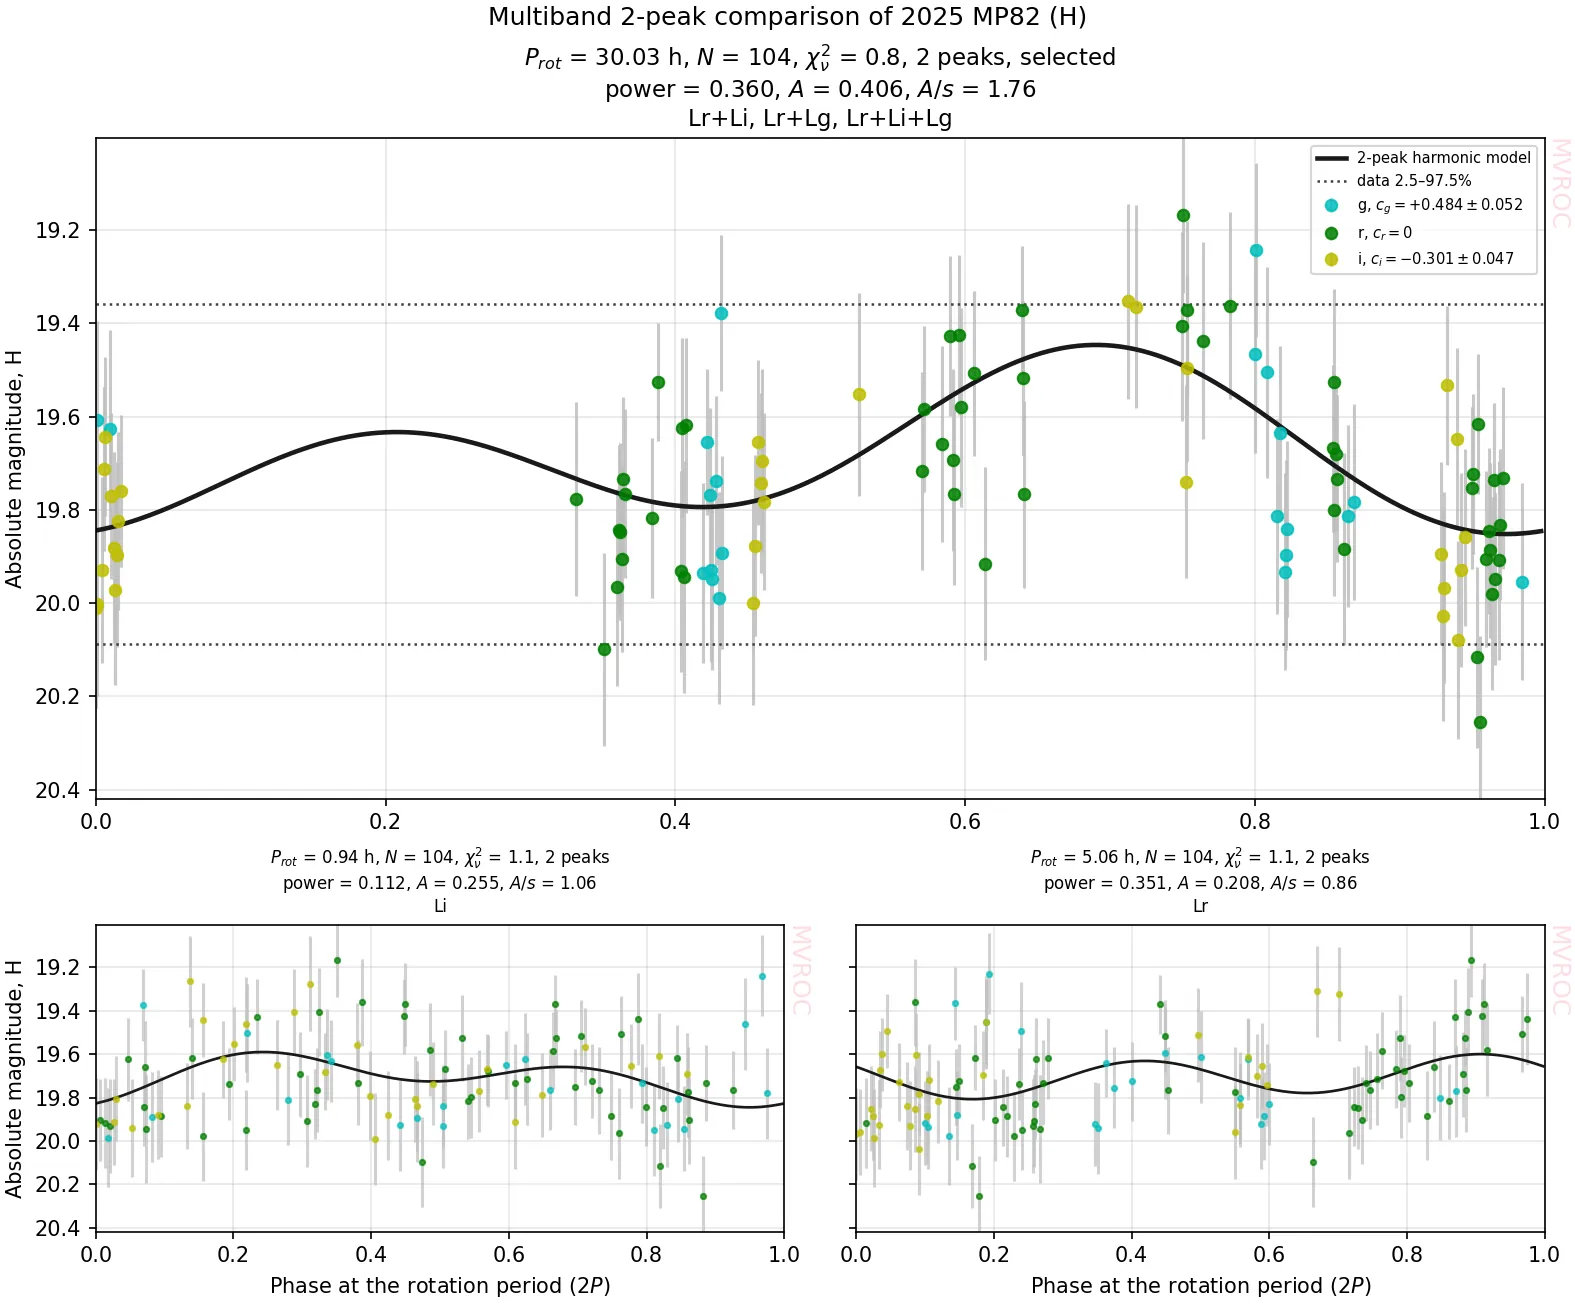 Multiband 2-peak comparison of 2025 MP82 (H)
P_rot = 30.03 h, N = 104, χ²_ν = 0.8, 2 peaks, selected
power = 0.360, A = 0.406, A/s = 1.76
Lr+Li, Lr+Lg, Lr+Li+Lg
2-peak harmonic model
data 2.5–97.5%
g, c_g = +0.484 ± 0.052
r, c_r = 0
i, c_i = −0.301 ± 0.047
MVROC
Absolute magnitude, H
19.2
19.4
19.6
19.8
20.0
20.2
20.4
0.0 0.2 0.4 0.6 0.8 1.0
P_rot = 0.94 h, N = 104, χ²_ν = 1.1, 2 peaks
power = 0.112, A = 0.255, A/s = 1.06
Li
MVROC
Absolute magnitude, H
19.2
19.4
19.6
19.8
20.0
20.2
20.4
0.0 0.2 0.4 0.6 0.8 1.0
Phase at the rotation period (2P)
P_rot = 5.06 h, N = 104, χ²_ν = 1.1, 2 peaks
power = 0.351, A = 0.208, A/s = 0.86
Lr
MVROC
0.0 0.2 0.4 0.6 0.8 1.0
Phase at the rotation period (2P)